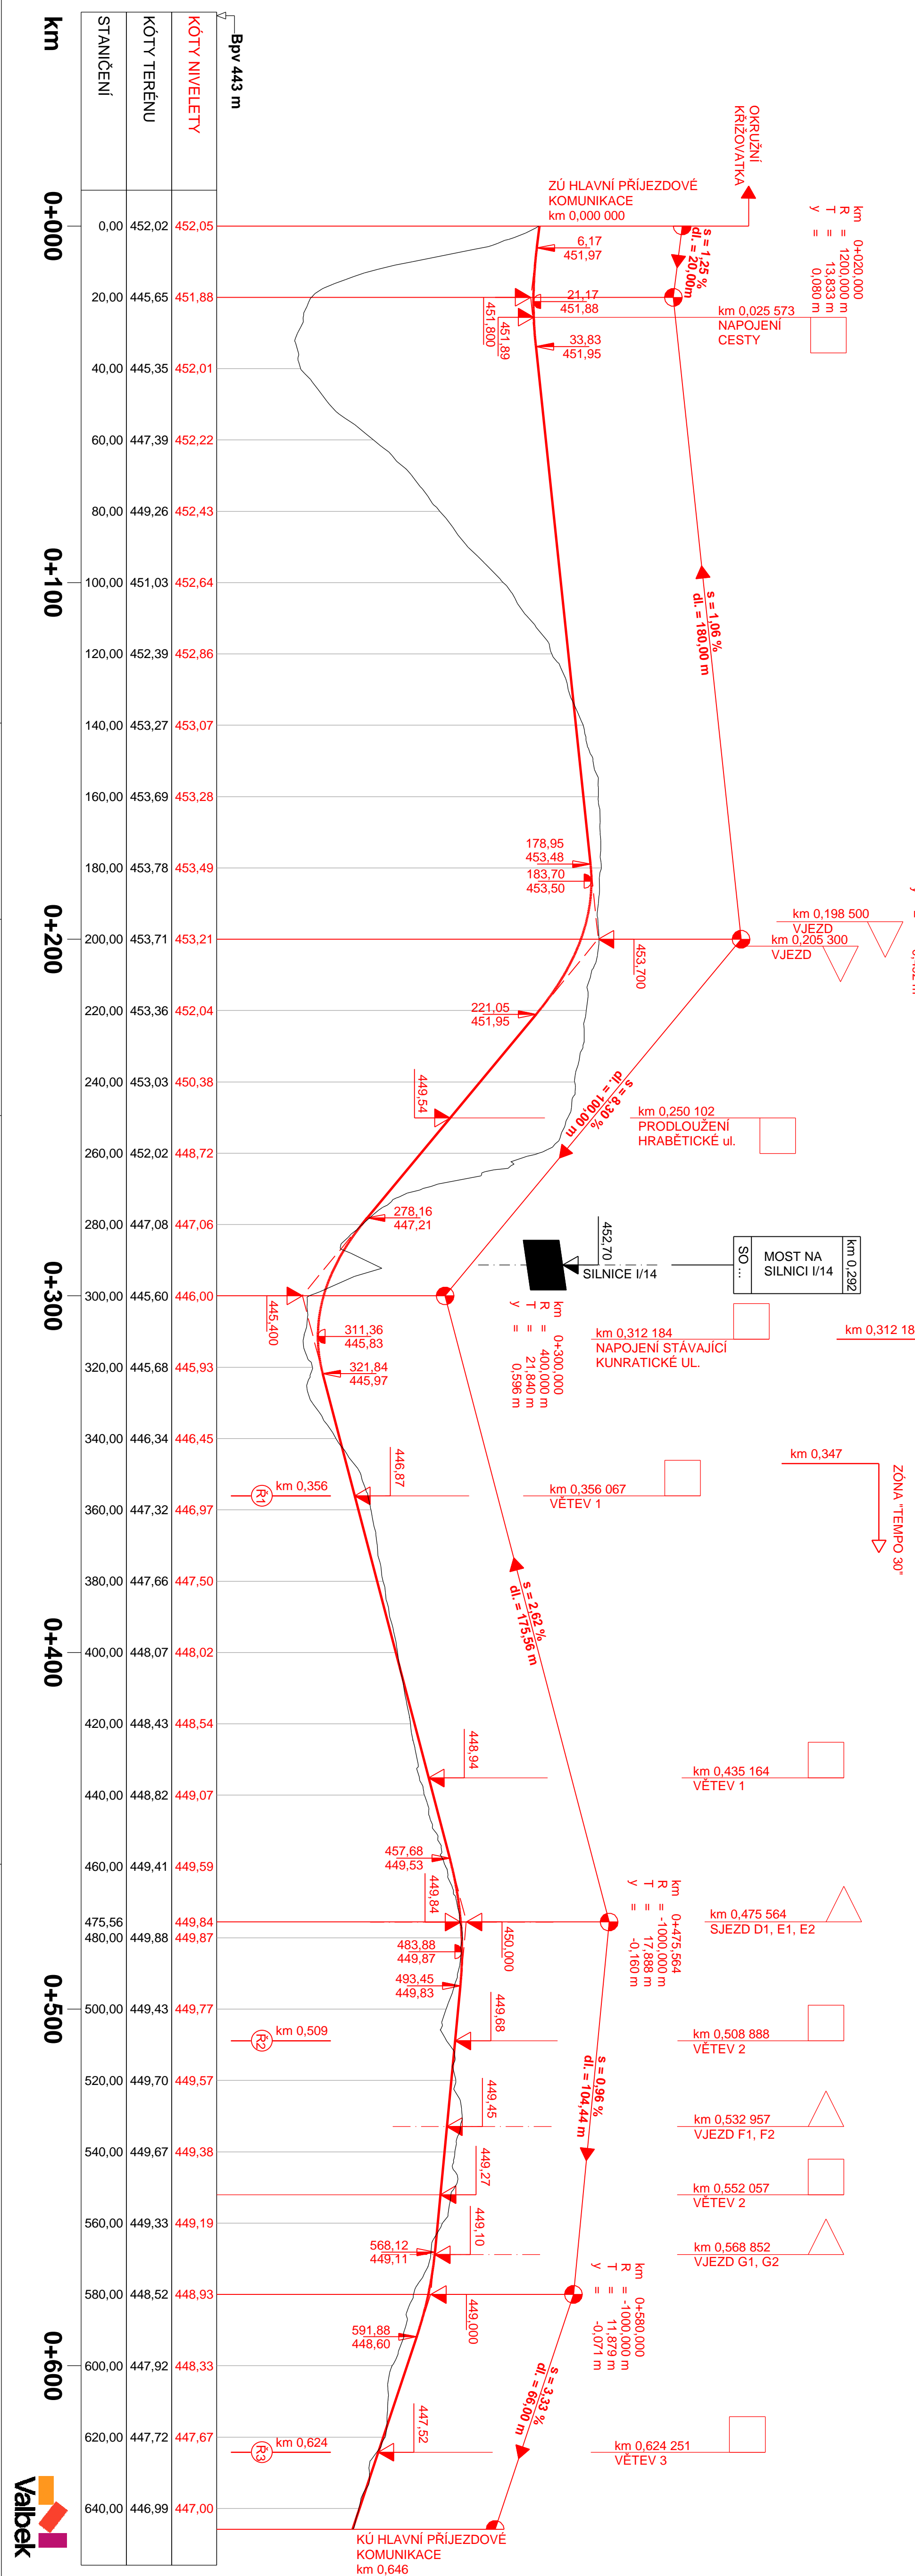 OKRUŽNÍ
KŘIŽOVATKA
km 0+020,000
R = 1200,000 m
T = 13,833 m
y = 0,080 m
Bpv 443 m
KÓTY NIVELETY
KÓTY TERÉNU
STANIČENÍ
km
ZÚ HLAVNÍ PŘÍJEZDOVÉ
KOMUNIKACE
km 0,000 000
s = 1,25 %
dl. = 20,00m
0+000
0,00 452,02 452,05
6,17
451,97
20,00 445,65 451,88
21,17
451,88
451,800
451,89
km 0,025 573
NAPOJENÍ
CESTY
33,83
451,95
40,00 445,35 452,01
60,00 447,39 452,22
80,00 449,26 452,43
0+100
100,00 451,03 452,64
s = 1,06 %
dl. = 180,00 m
120,00 452,39 452,86
140,00 453,27 453,07
160,00 453,69 453,28
178,95
453,48
180,00 453,78 453,49
183,70
453,50
km 0,198 500
VJEZD
km 0,205 300
VJEZD
0+200
200,00 453,71 453,21
453,700
220,00 453,36 452,04
221,05
451,95
240,00 453,03 450,38
s = 8,30 %
dl. = 100,00 m
449,54
km 0,250 102
PRODLOUŽENÍ
HRABĚTICKÉ ul.
260,00 452,02 448,72
278,16
447,21
280,00 447,08 447,06
452,70
SILNICE I/14
km 0,292
MOST NA
SILNICI I/14
SO ...
0+300
300,00 445,60 446,00
445,400
km 0+300,000
R = 400,000 m
T = 21,840 m
y = 0,596 m
311,36
445,83
km 0,312 184
NAPOJENÍ STÁVAJÍCÍ
KUNRATICKÉ UL.
km 0,312 18
320,00 445,68 445,93
321,84
445,97
340,00 446,34 446,45
km 0,347
ZÓNA "TEMPO 30"
446,87
Ř1 km 0,356
km 0,356 067
VĚTEV 1
360,00 447,32 446,97
380,00 447,66 447,50
s = 2,62 %
dl. = 175,56 m
0+400
400,00 448,07 448,02
420,00 448,43 448,54
448,94
km 0,435 164
VĚTEV 1
440,00 448,82 449,07
457,68
449,53
460,00 449,41 449,59
449,84
km 0+475,564
R = -1000,000 m
T = 17,888 m
y = -0,160 m
km 0,475 564
SJEZD D1, E1, E2
475,56 449,84
450,000
480,00 449,88 449,87
483,88
449,87
493,45
449,83
0+500
500,00 449,43 449,77
449,68
Ř2 km 0,509
km 0,508 888
VĚTEV 2
520,00 449,70 449,57
s = 0,96 %
dl. = 104,44 m
449,45
km 0,532 957
VJEZD F1, F2
540,00 449,67 449,38
449,27
km 0,552 057
VĚTEV 2
560,00 449,33 449,19
449,10
568,12
449,11
km 0,568 852
VJEZD G1, G2
580,00 448,52 448,93
449,000
km 0+580,000
R = -1000,000 m
T = 11,879 m
y = -0,071 m
591,88
448,60
0+600
600,00 447,92 448,33
s = 3,33 %
dl. = 66,00 m
620,00 447,72 447,67
447,52
Ř3 km 0,624
km 0,624 251
VĚTEV 3
640,00 446,99 447,00
KÚ HLAVNÍ PŘÍJEZDOVÉ
KOMUNIKACE
km 0,646
Valbek